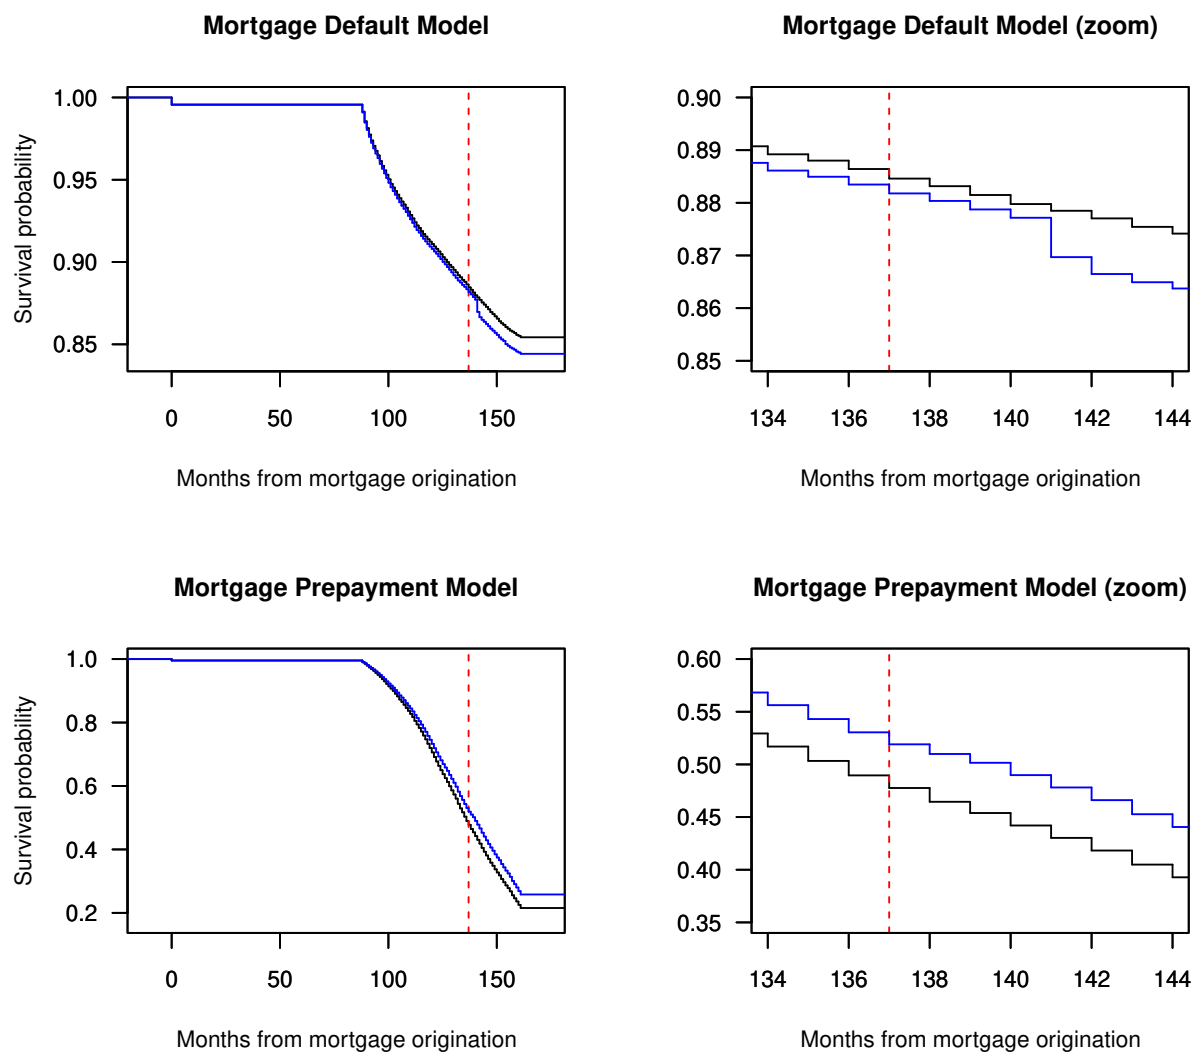 Mortgage Default Model
Survival probability
1.00
0.95
0.90
0.85
0 50 100 150
Months from mortgage origination
Mortgage Default Model (zoom)
0.90
0.89
0.88
0.87
0.86
0.85
134 136 138 140 142 144
Months from mortgage origination
Mortgage Prepayment Model
Survival probability
1.0
0.8
0.6
0.4
0.2
0 50 100 150
Months from mortgage origination
Mortgage Prepayment Model (zoom)
0.60
0.55
0.50
0.45
0.40
0.35
134 136 138 140 142 144
Months from mortgage origination